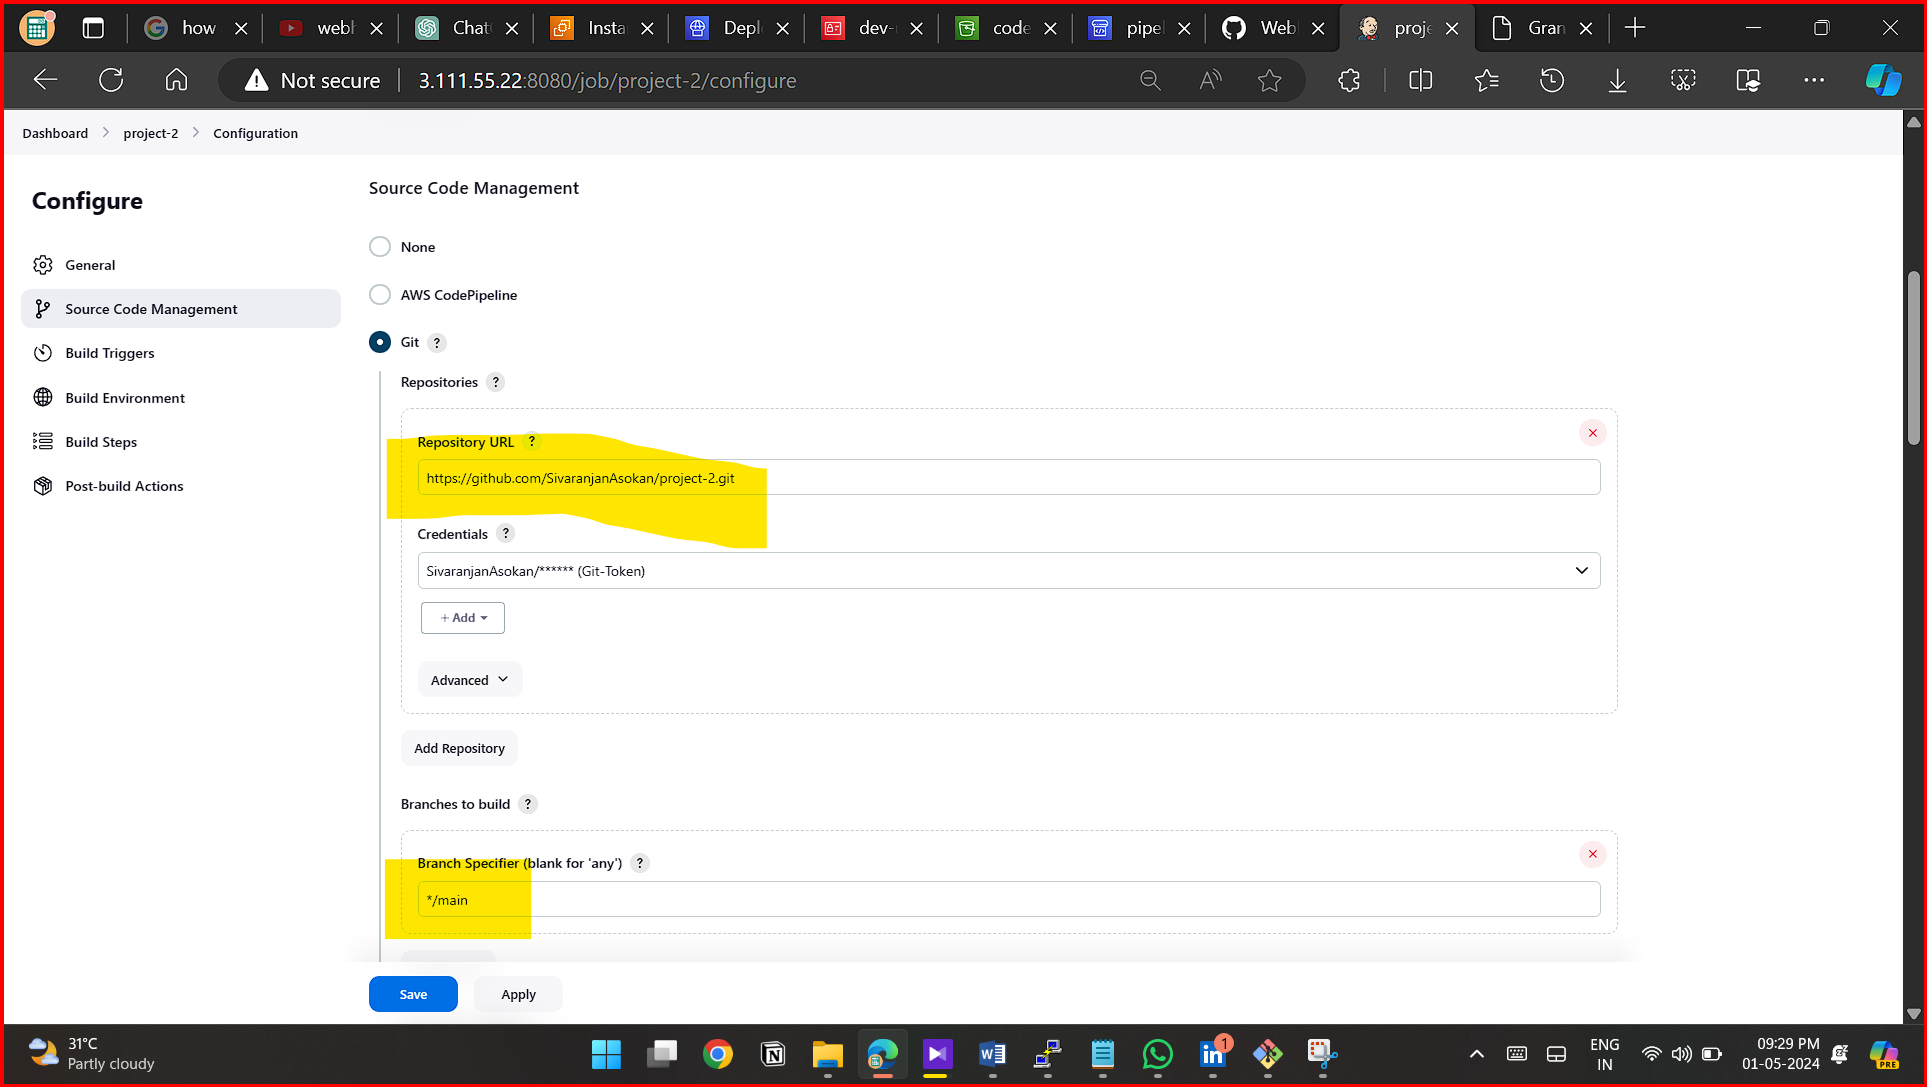 how
webh
Chat
Insta
Deplo
dev-
code
pipel
Web
proje
Gran
Not secure
3.111.55.22:8080/job/project-2/configure
Dashboard
project-2
Configuration
Configure
General
Source Code Management
Build Triggers
Build Environment
Build Steps
Post-build Actions
Source Code Management
None
AWS CodePipeline
Git ?
Repositories ?
Repository URL ?
https://github.com/SivaranjanAsokan/project-2.git
Credentials ?
SivaranjanAsokan/****** (Git-Token)
+ Add
Advanced
Add Repository
Branches to build ?
Branch Specifier (blank for 'any') ?
*/main
Save
Apply
31°C
Partly cloudy
1
ENG
IN
09:29 PM
01-05-2024
PRE